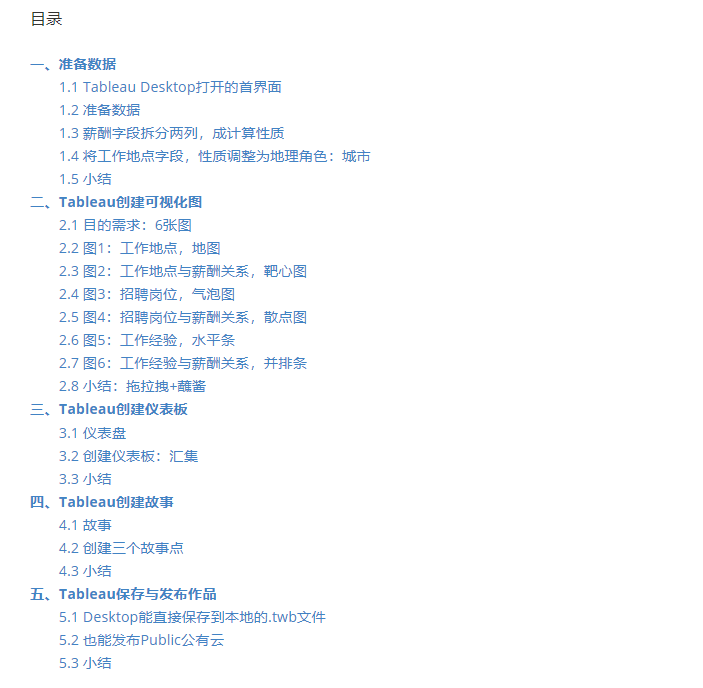 目录
一、准备数据
1.1 Tableau Desktop打开的首界面
1.2 准备数据
1.3 薪酬字段拆分两列，成计算性质
1.4 将工作地点字段，性质调整为地理角色：城市
1.5 小结
二、Tableau创建可视化图
2.1 目的需求：6张图
2.2 图1：工作地点，地图
2.3 图2：工作地点与薪酬关系，靶心图
2.4 图3：招聘岗位，气泡图
2.5 图4：招聘岗位与薪酬关系，散点图
2.6 图5：工作经验，水平条
2.7 图6：工作经验与薪酬关系，并排条
2.8 小结：拖拉拽+蘸酱
三、Tableau创建仪表板
3.1 仪表盘
3.2 创建仪表板：汇集
3.3 小结
四、Tableau创建故事
4.1 故事
4.2 创建三个故事点
4.3 小结
五、Tableau保存与发布作品
5.1 Desktop能直接保存到本地的.twb文件
5.2 也能发布Public公有云
5.3 小结